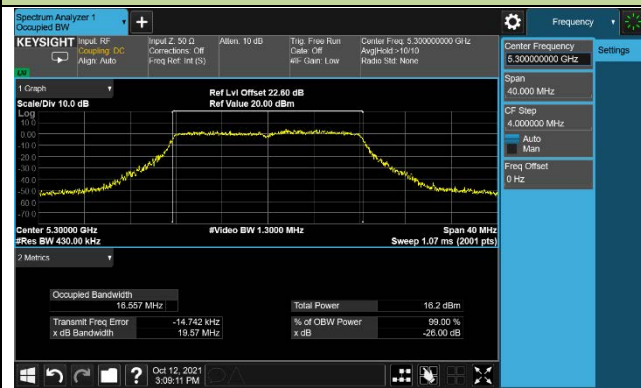 Spectrum Analyzer 1
Occupied BW
Frequency
KEYSIGHT
Input: RF
Coupling: DC
Align: Auto
Input Z: 50 Ω
Corrections: Off
Freq Ref: Int (S)
Atten: 10 dB
Trig: Free Run
Gate: Off
#IF Gain: Low
Center Freq: 5.300000000 GHz
Avg|Hold:>10/10
Radio Std: None
Center Frequency
5.300000000 GHz
Settings
Span
40.000 MHz
CF Step
4.000000 MHz
Auto
Man
Freq Offset
0 Hz
1 Graph
Scale/Div 10.0 dB
Ref Lvl Offset 22.60 dB
Ref Value 20.00 dBm
Log
10.0
0.00
-10.0
-20.0
-30.0
-40.0
-50.0
-60.0
-70.0
Center 5.30000 GHz
#Res BW 430.00 kHz
#Video BW 1.3000 MHz
Span 40 MHz
Sweep 1.07 ms (2001 pts)
2 Metrics
Occupied Bandwidth
16.557 MHz
Total Power 16.2 dBm
Transmit Freq Error -14.742 kHz
% of OBW Power 99.00 %
x dB Bandwidth 19.57 MHz
x dB -26.00 dB
?
Oct 12, 2021
3:09:11 PM